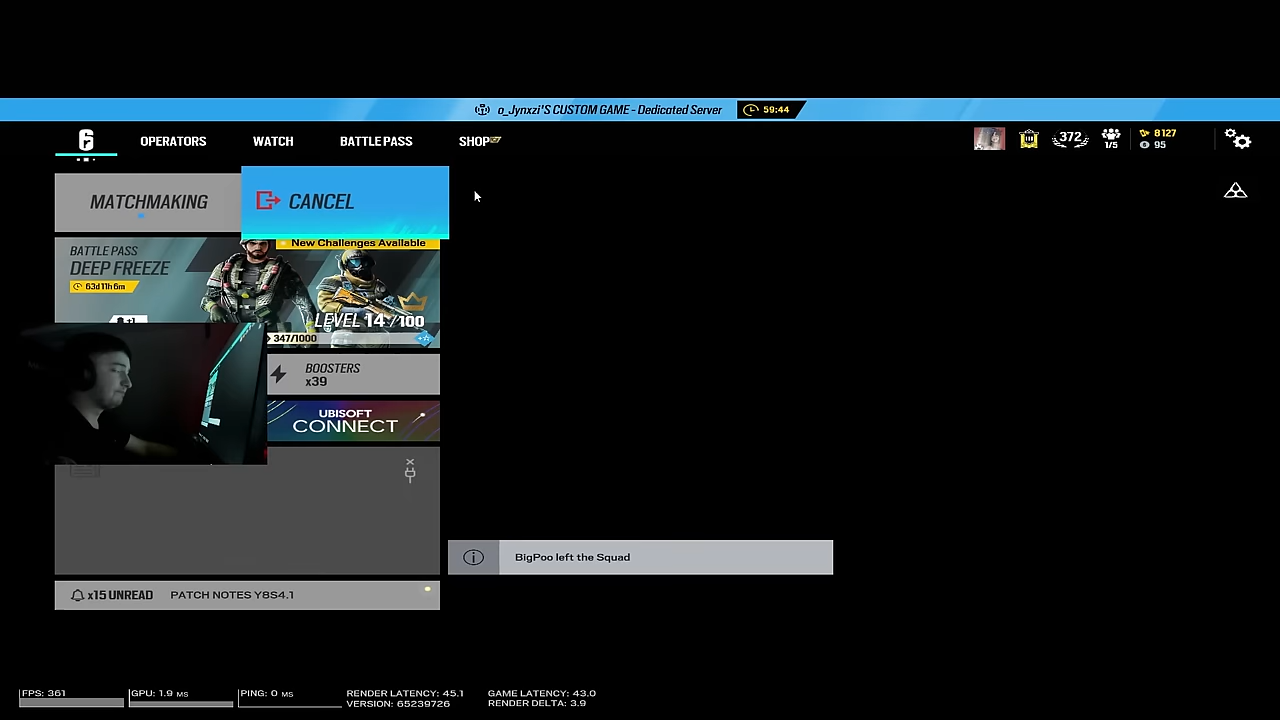 o_Jynxzi'S CUSTOM GAME - Dedicated Server
59:44
6
OPERATORS
WATCH
BATTLE PASS
SHOP
372
1/5
8127
95
MATCHMAKING
CANCEL
New Challenges Available
BATTLE PASS
DEEP FREEZE
63d 11h 6m
LEVEL 14 /100
347/1000
BOOSTERS
x39
UBISOFT
CONNECT
BigPoo left the Squad
x15 UNREAD
PATCH NOTES Y8S4.1
FPS: 361
GPU: 1.9 MS
PING: 0 MS
RENDER LATENCY: 45.1
VERSION: 65239726
GAME LATENCY: 43.0
RENDER DELTA: 3.9